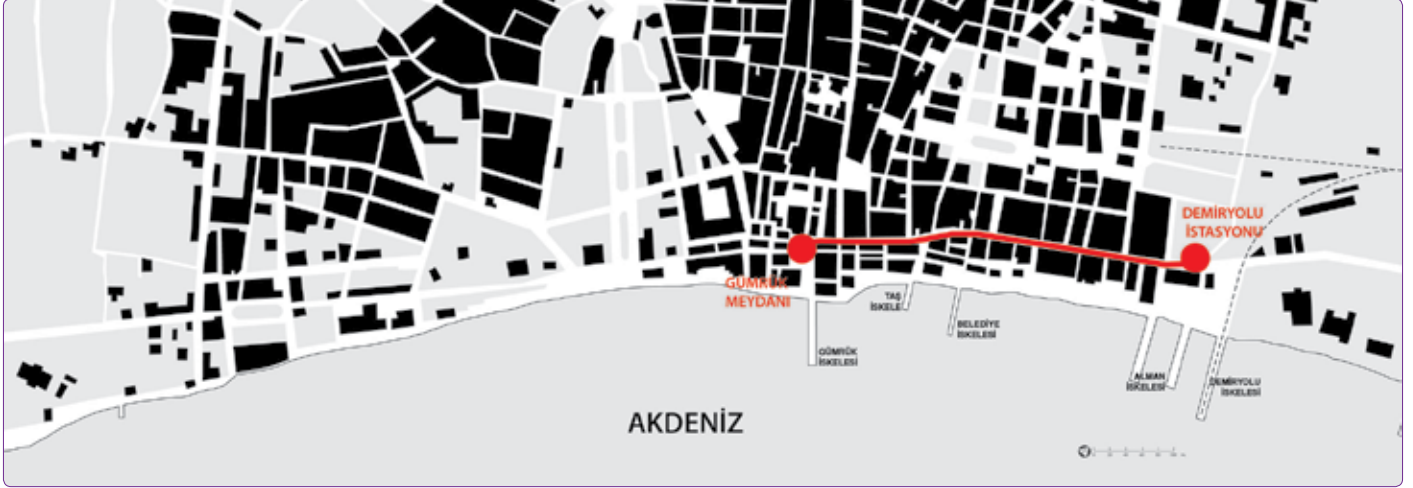 DEMİRYOLU
İSTASYONU
GÜMRÜK
MEYDANI
TAŞ
İSKELE
BELEDİYE
İSKELESİ
GÜMRÜK
İSKELESİ
ALMAN
İSKELESİ
DEMİRYOLU
İSKELESİ
AKDENİZ